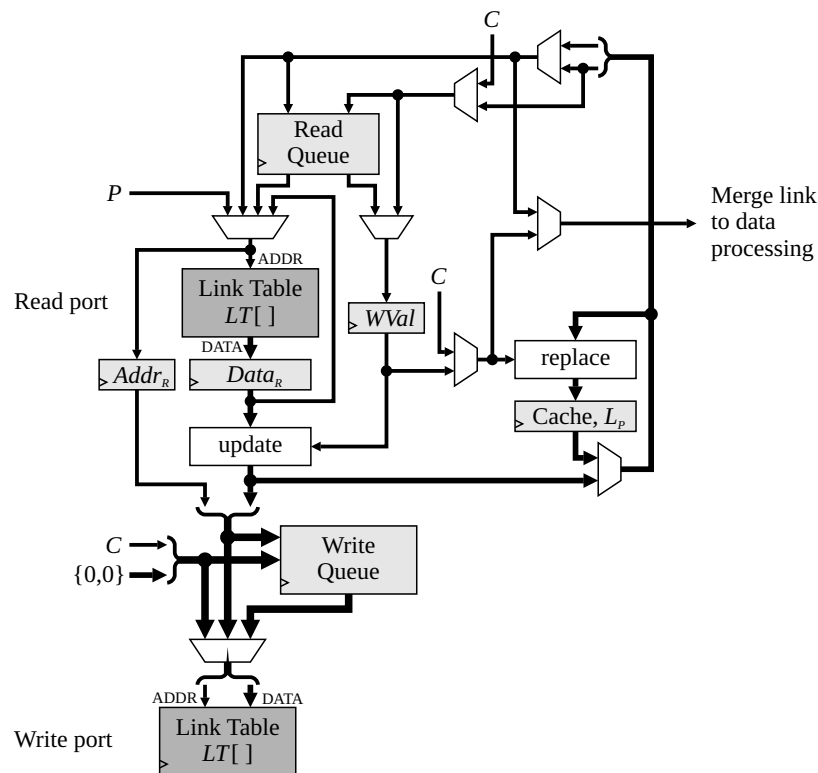 C
Read
Queue
P
Merge link
to data
processing
ADDR
C
Link Table
LT[ ]
Read port
WVal
DATA
replace
Addr_R
Data_R
Cache, L_P
update
C
{0,0}
Write
Queue
ADDR
DATA
Link Table
LT[ ]
Write port